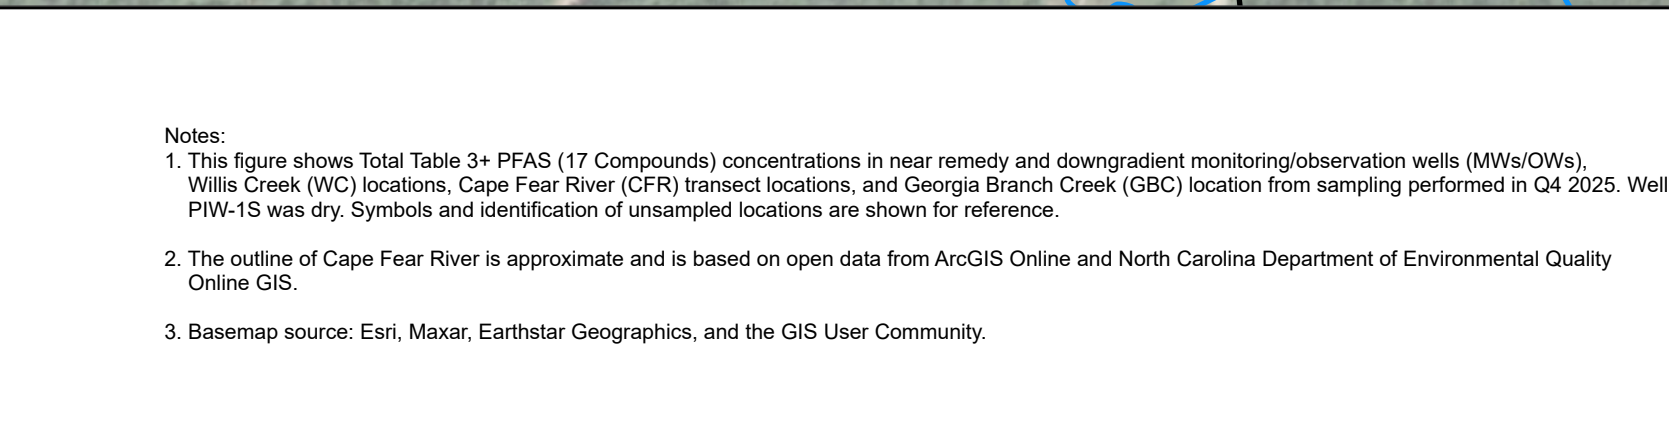 Notes:
1. This figure shows Total Table 3+ PFAS (17 Compounds) concentrations in near remedy and downgradient monitoring/observation wells (MWs/OWs),
Willis Creek (WC) locations, Cape Fear River (CFR) transect locations, and Georgia Branch Creek (GBC) location from sampling performed in Q4 2025. Well
PIW-1S was dry. Symbols and identification of unsampled locations are shown for reference.
2. The outline of Cape Fear River is approximate and is based on open data from ArcGIS Online and North Carolina Department of Environmental Quality
Online GIS.
3. Basemap source: Esri, Maxar, Earthstar Geographics, and the GIS User Community.